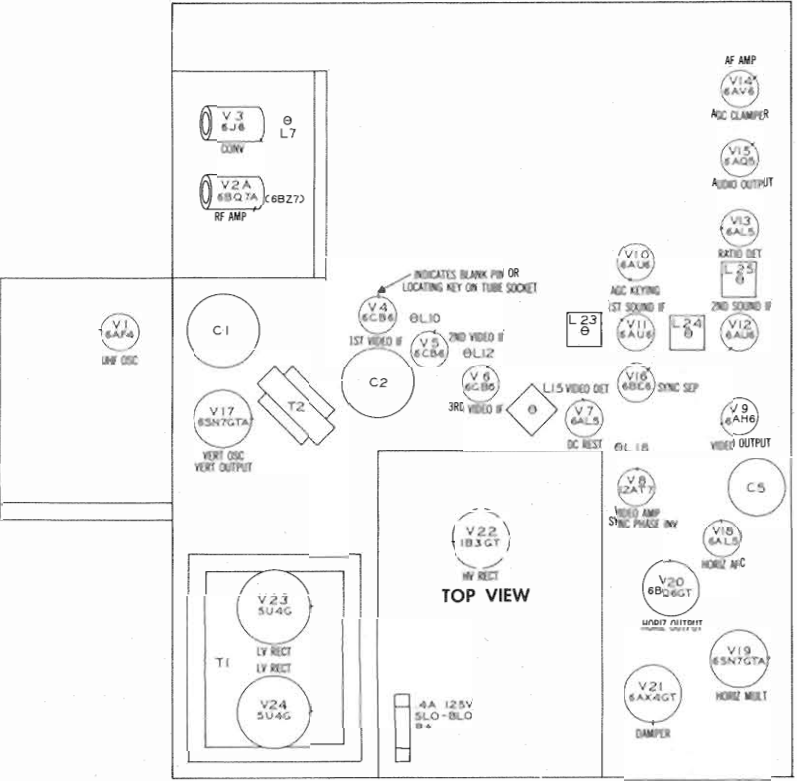 AF AMP
V14
6AV6
AGC CLAMPER
V15
6AQ5
AUDIO OUTPUT
V13
6AL5
RATIO DET
L25
2ND SOUND IF
V12
6AU6
V3
6J6
CONV
L7
V2A
6BQ7A
(6BZ7)
RF AMP
INDICATES BLANK PIN OR
LOCATING KEY ON TUBE SOCKET
V10
6AU6
AGC KEYING
1ST SOUND IF
V11
6AU6
L23
L24
V1
6AF4
UHF OSC
C1
V4
6CB6
1ST VIDEO IF
L10
V5
6CB6
2ND VIDEO IF
L12
C2
V6
6CB6
3RD VIDEO IF
L15
VIDEO DET
V7
6AL5
DC REST
V16
6BE6
SYNC SEP
V9
6AH6
VIDEO OUTPUT
V17
6SN7GTA
VERT OSC
VERT OUTPUT
T2
L18
V8
12AT7
VIDEO AMP
SYNC PHASE INV
C5
V18
6AL5
HORIZ AFC
V22
1B3GT
HV RECT
TOP VIEW
V20
6BQ6GT
HORIZ OUTPUT
V19
6SN7GTA
HORIZ MULT
V21
6AX4GT
DAMPER
V23
5U4G
LV RECT
T1
LV RECT
V24
5U4G
.4A 125V
SLO-BLO
B+